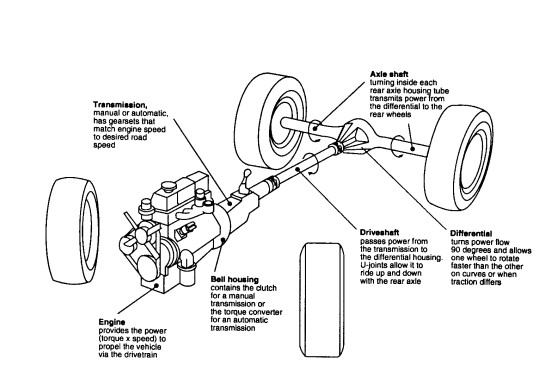 Axle shaft
turning inside each
rear axle housing tube
transmits power from
the differential to the
rear wheels
Transmission,
manual or automatic,
has gearsets that
match engine speed
to desired road
speed
Driveshaft
passes power from
the transmission to
the differential housing.
U-joints allow it to
ride up and down
with the rear axle
Differential
turns power flow
90 degrees and allows
one wheel to rotate
faster than the other
on curves or when
traction differs
Bell housing
contains the clutch
for a manual
transmission or
the torque converter
for an automatic
transmission
Engine
provides the power
(torque x speed) to
propel the vehicle
via the drivetrain